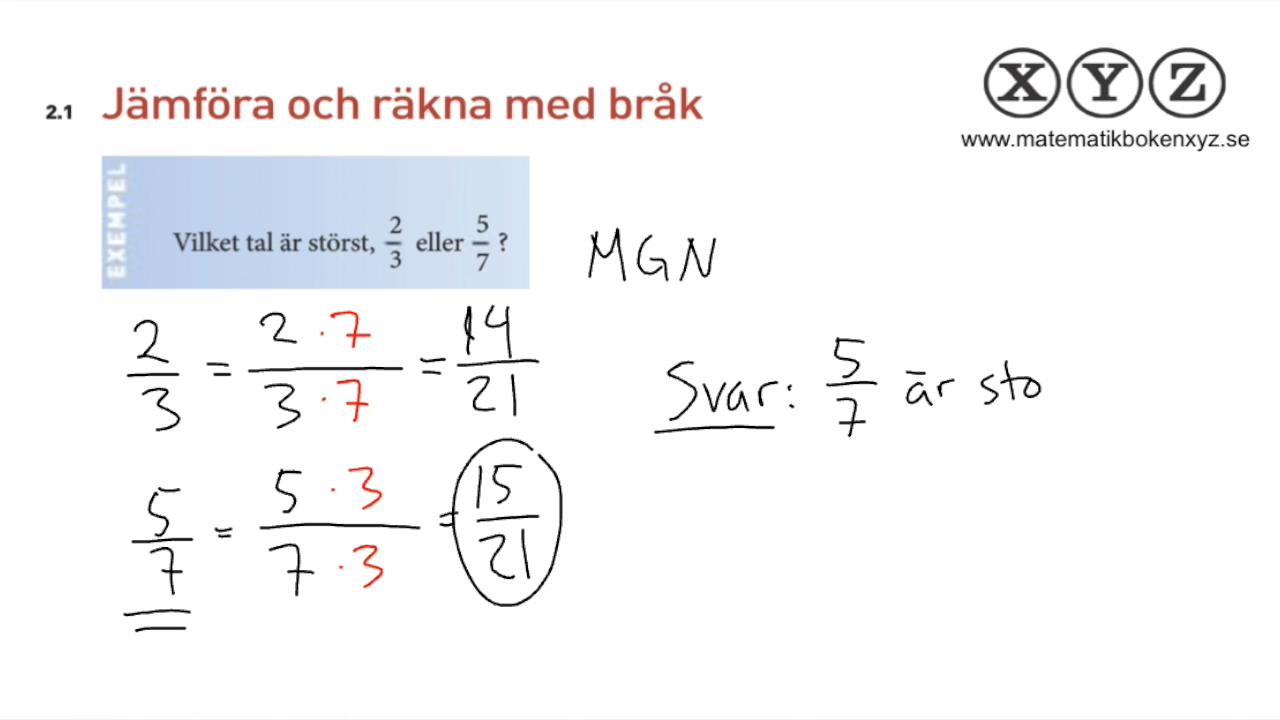 X Y Z
www.matematikbokenxyz.se
2.1 Jämföra och räkna med bråk
EXEMPEL
Vilket tal är störst, 2/3 eller 5/7 ?
MGN
2/3 = 2 · 7 / 3 · 7 = 14/21
Svar: 5/7 är sto
5/7 = 5 · 3 / 7 · 3 = 15/21